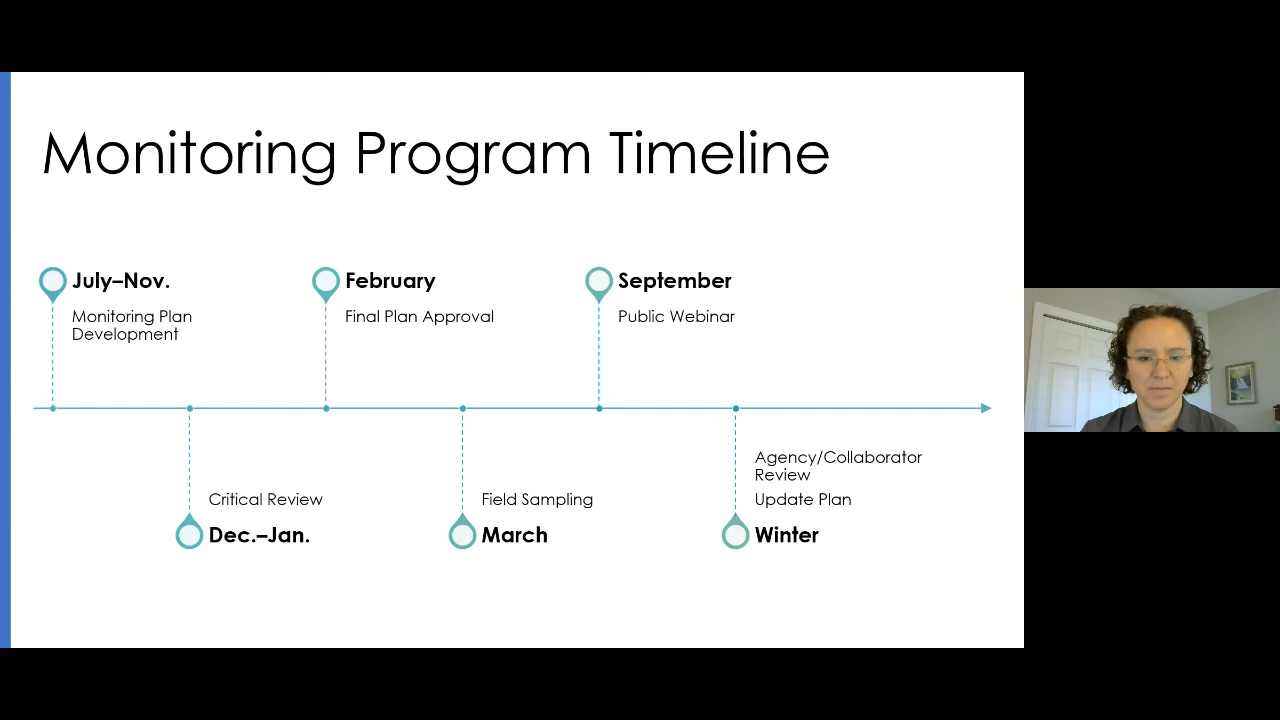 Monitoring Program Timeline
July–Nov.
Monitoring Plan
Development
February
Final Plan Approval
September
Public Webinar
Critical Review
Dec.–Jan.
Field Sampling
March
Agency/Collaborator
Review
Update Plan
Winter